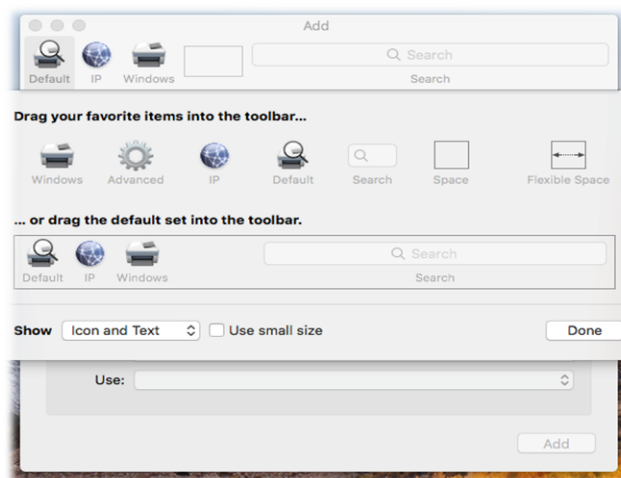 Add
Search
Default IP Windows Search
Drag your favorite items into the toolbar...
Windows Advanced IP Default Search Space Flexible Space
... or drag the default set into the toolbar.
Search
Default IP Windows Search
Show Icon and Text Use small size Done
Use:
Add